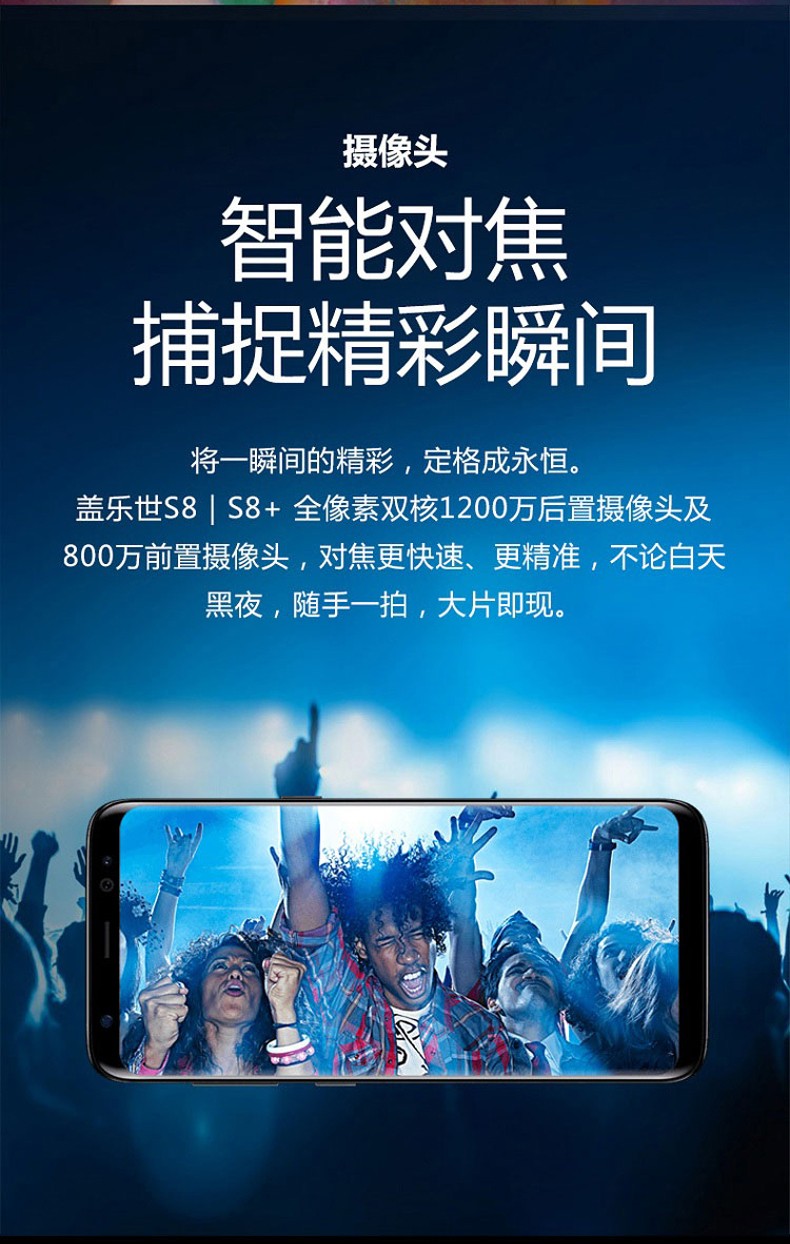 摄像头
智能对焦
捕捉精彩瞬间
将一瞬间的精彩，定格成永恒。
盖乐世S8 | S8+ 全像素双核1200万后置摄像头及
800万前置摄像头，对焦更快速、更精准，不论白天
黑夜，随手一拍，大片即现。